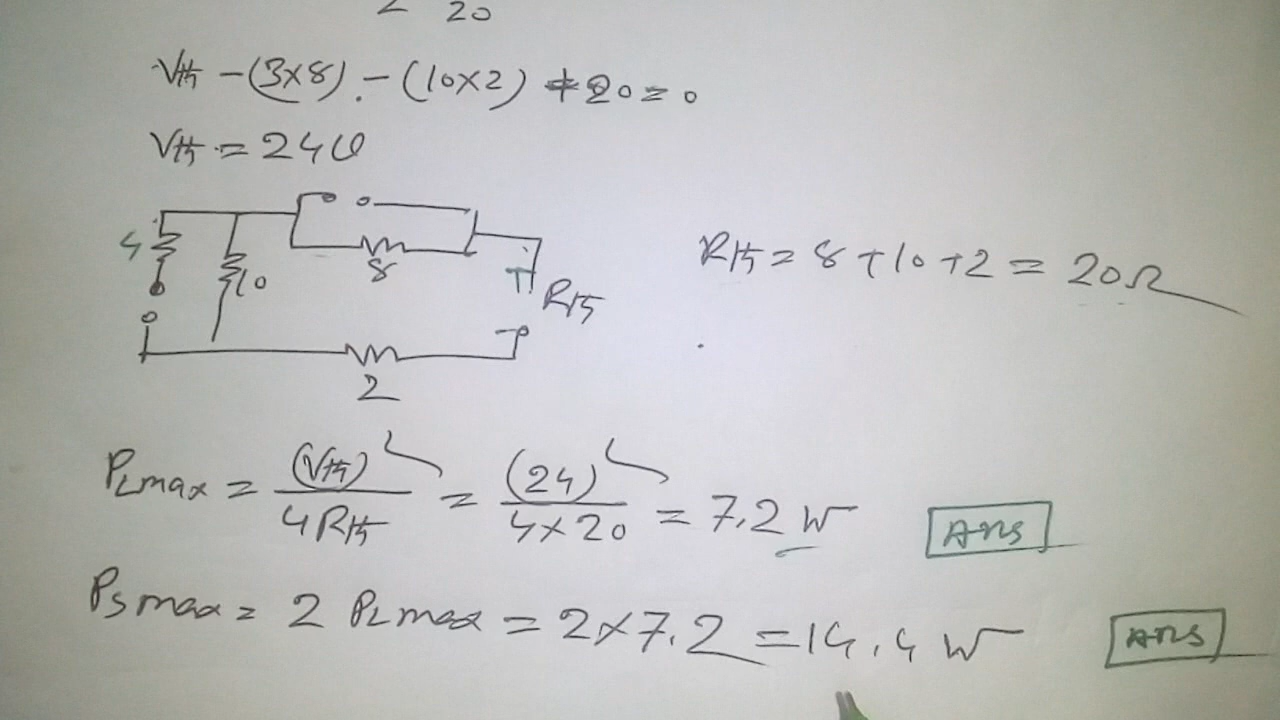 2 20
Vth - (3×8) - (10×2) + 20 = 0
Vth = 24V
4 10 8 Rth
2
Rth = 8 + 10 + 2 = 20Ω
PLmax = (Vth)² / 4Rth = (24)² / 4×20 = 7.2 W Ans
PSmax = 2 PLmax = 2×7.2 = 14.4 W Ans